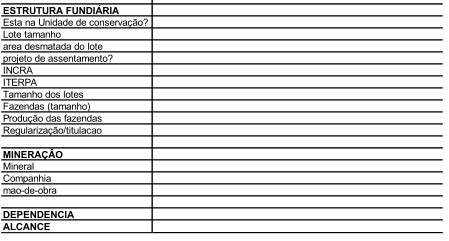 ESTRUTURA FUNDIÁRIA
Esta na Unidade de conservação?
Lote tamanho
area desmatada do lote
projeto de assentamento?
INCRA
ITERPA
Tamanho dos lotes
Fazendas (tamanho)
Produção das fazendas
Regularização/titulacao
MINERAÇÂO
Mineral
Companhia
mao-de-obra
DEPENDENCIA
ALCANCE